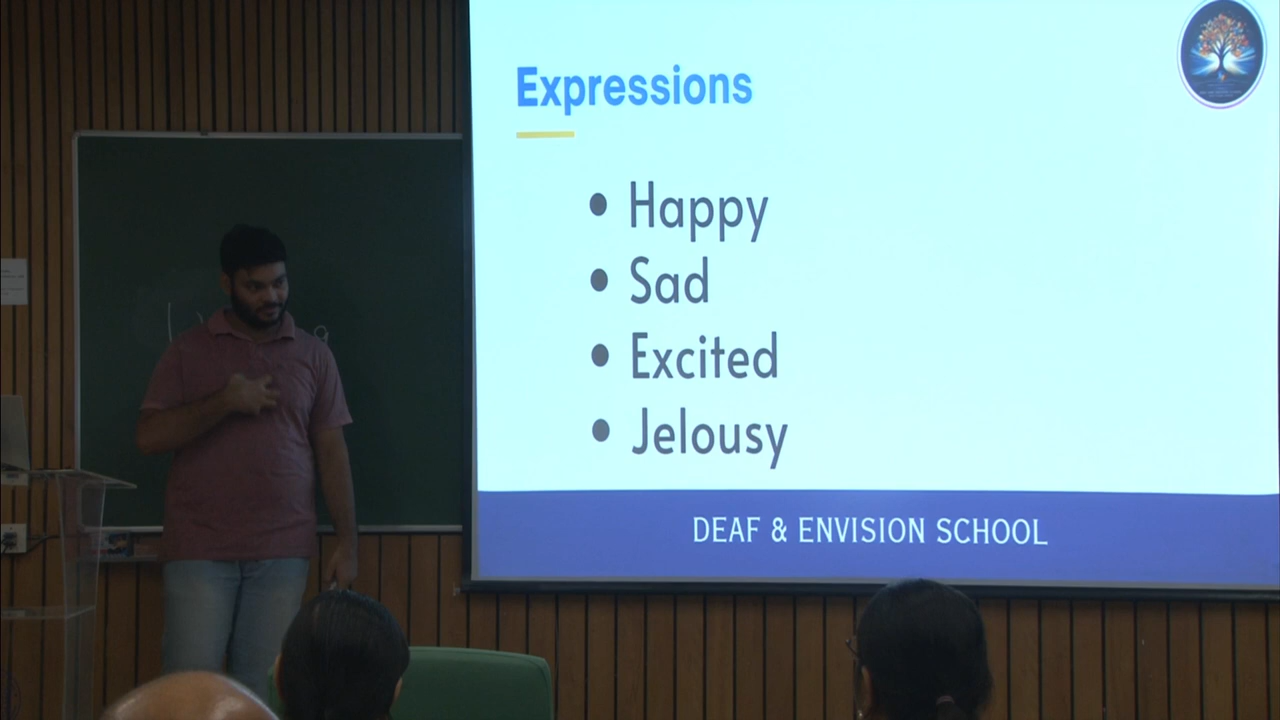 Expressions
• Happy
• Sad
• Excited
• Jelousy
DEAF & ENVISION SCHOOL